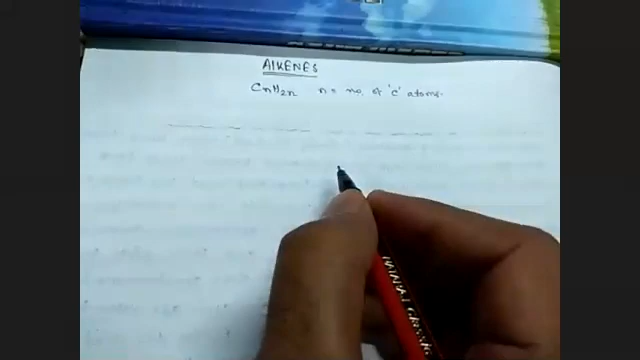 ALKENES
CnH2n n = no. of 'c' atoms.